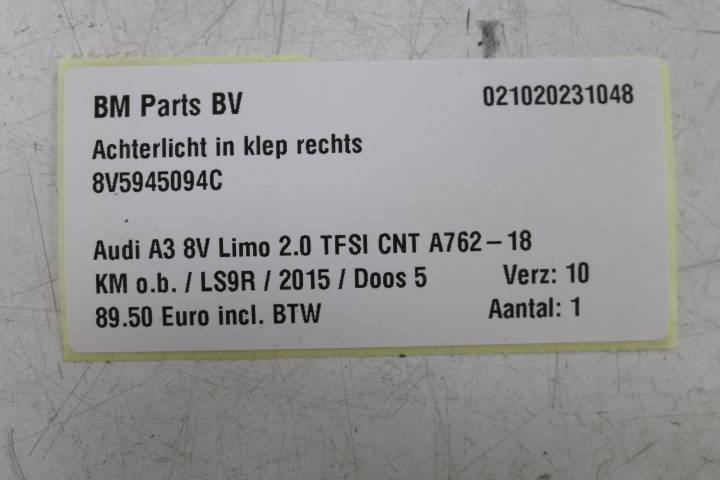 BM Parts BV 021020231048
Achterlicht in klep rechts
8V5945094C
Audi A3 8V Limo 2.0 TFSI CNT A762-18
KM o.b. / LS9R / 2015 / Doos 5 Verz: 10
89.50 Euro incl. BTW Aantal: 1